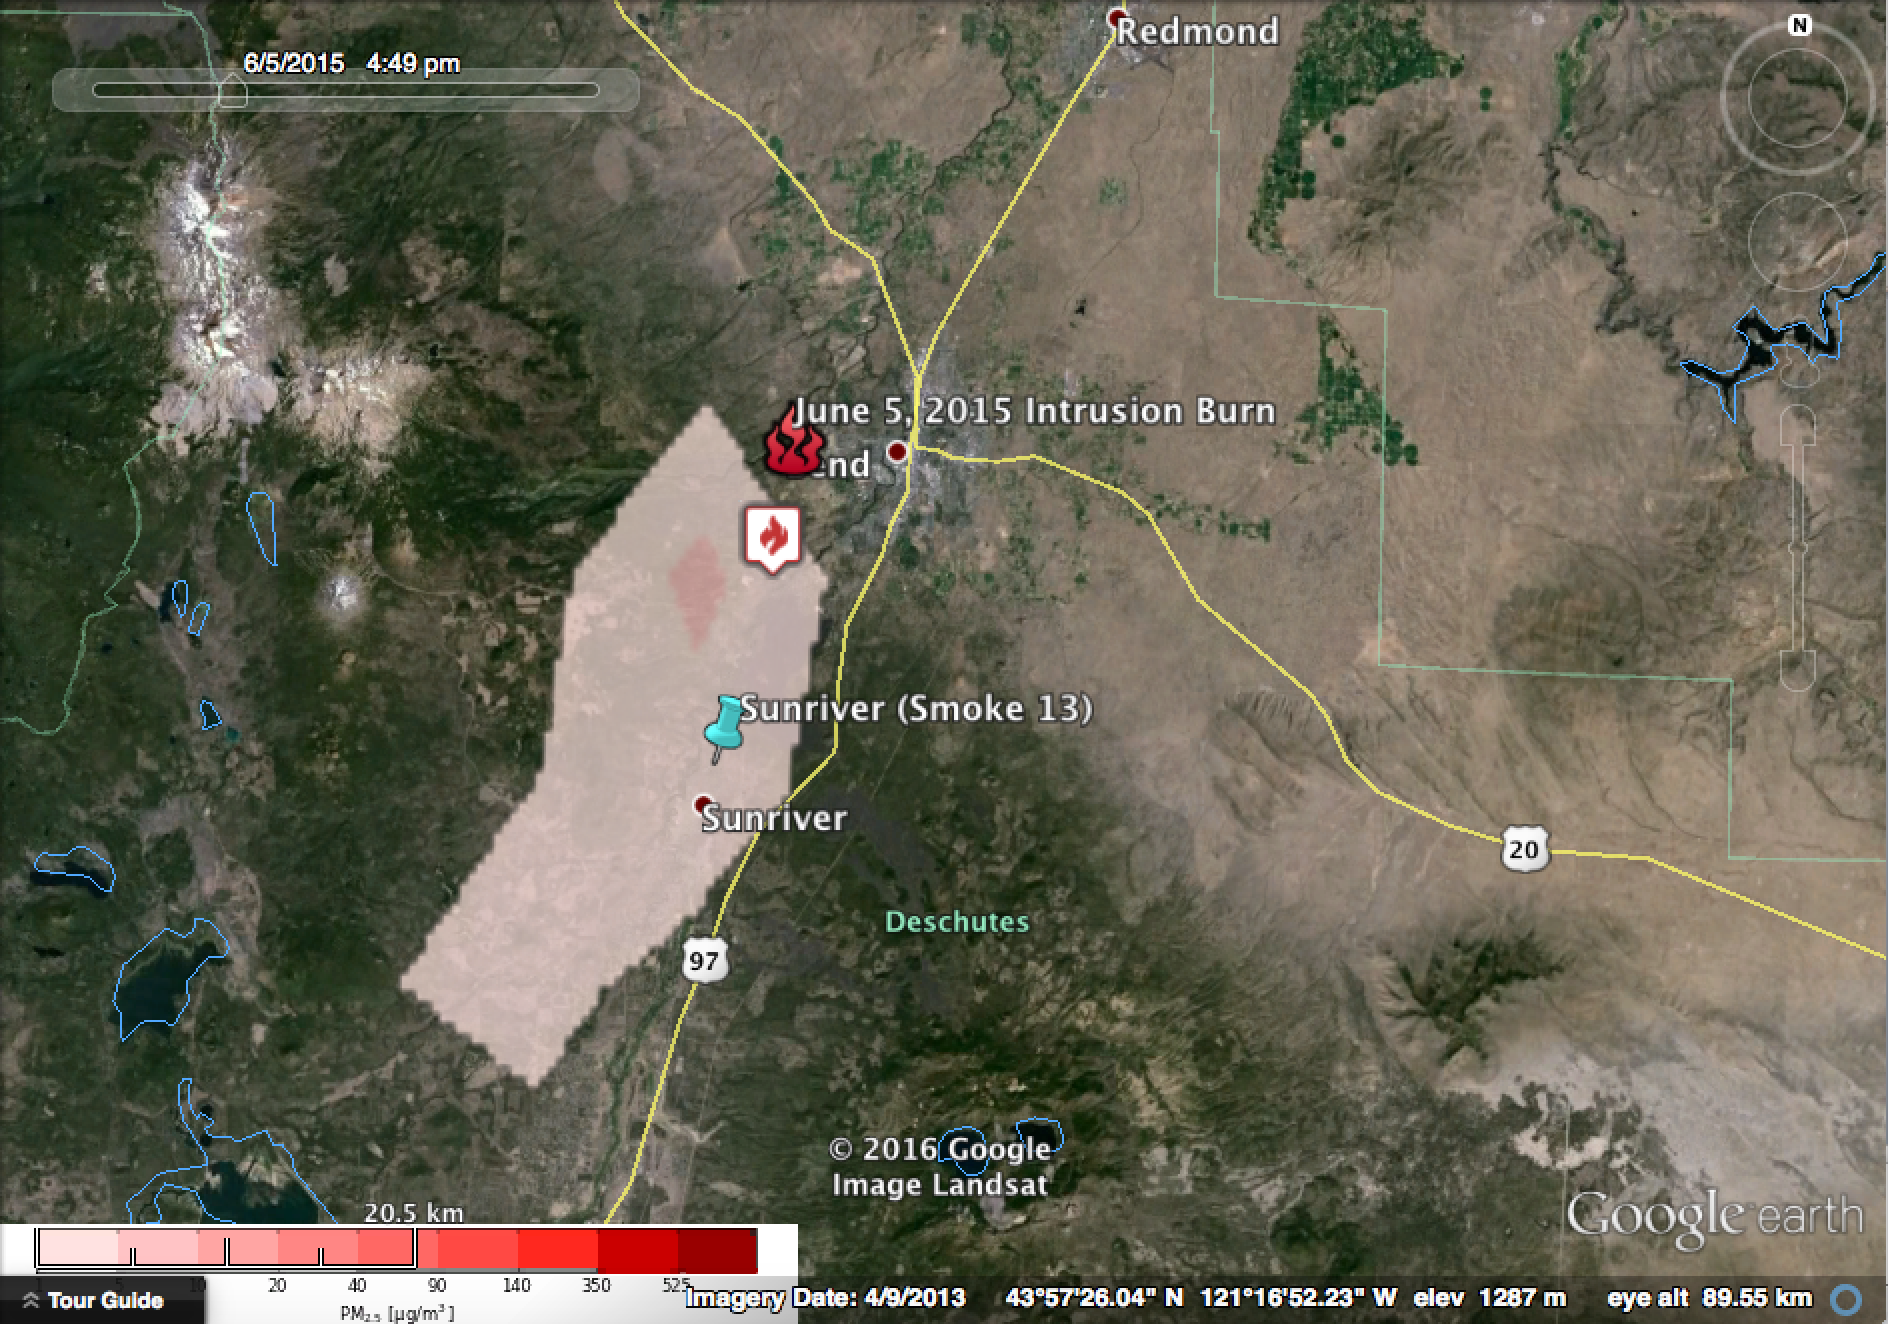 Redmond
N
6/5/2015 4:49 pm
June 5, 2015 Intrusion Burn
end
Sunriver (Smoke 13)
Sunriver
20
Deschutes
97
© 2016 Google
Image Landsat
20.5 km
Google earth
1 5 10 20 40 90 140 350 525
PM2.5 [µg/m³]
Tour Guide
Imagery Date: 4/9/2013 43°57'26.04" N 121°16'52.23" W elev 1287 m eye alt 89.55 km